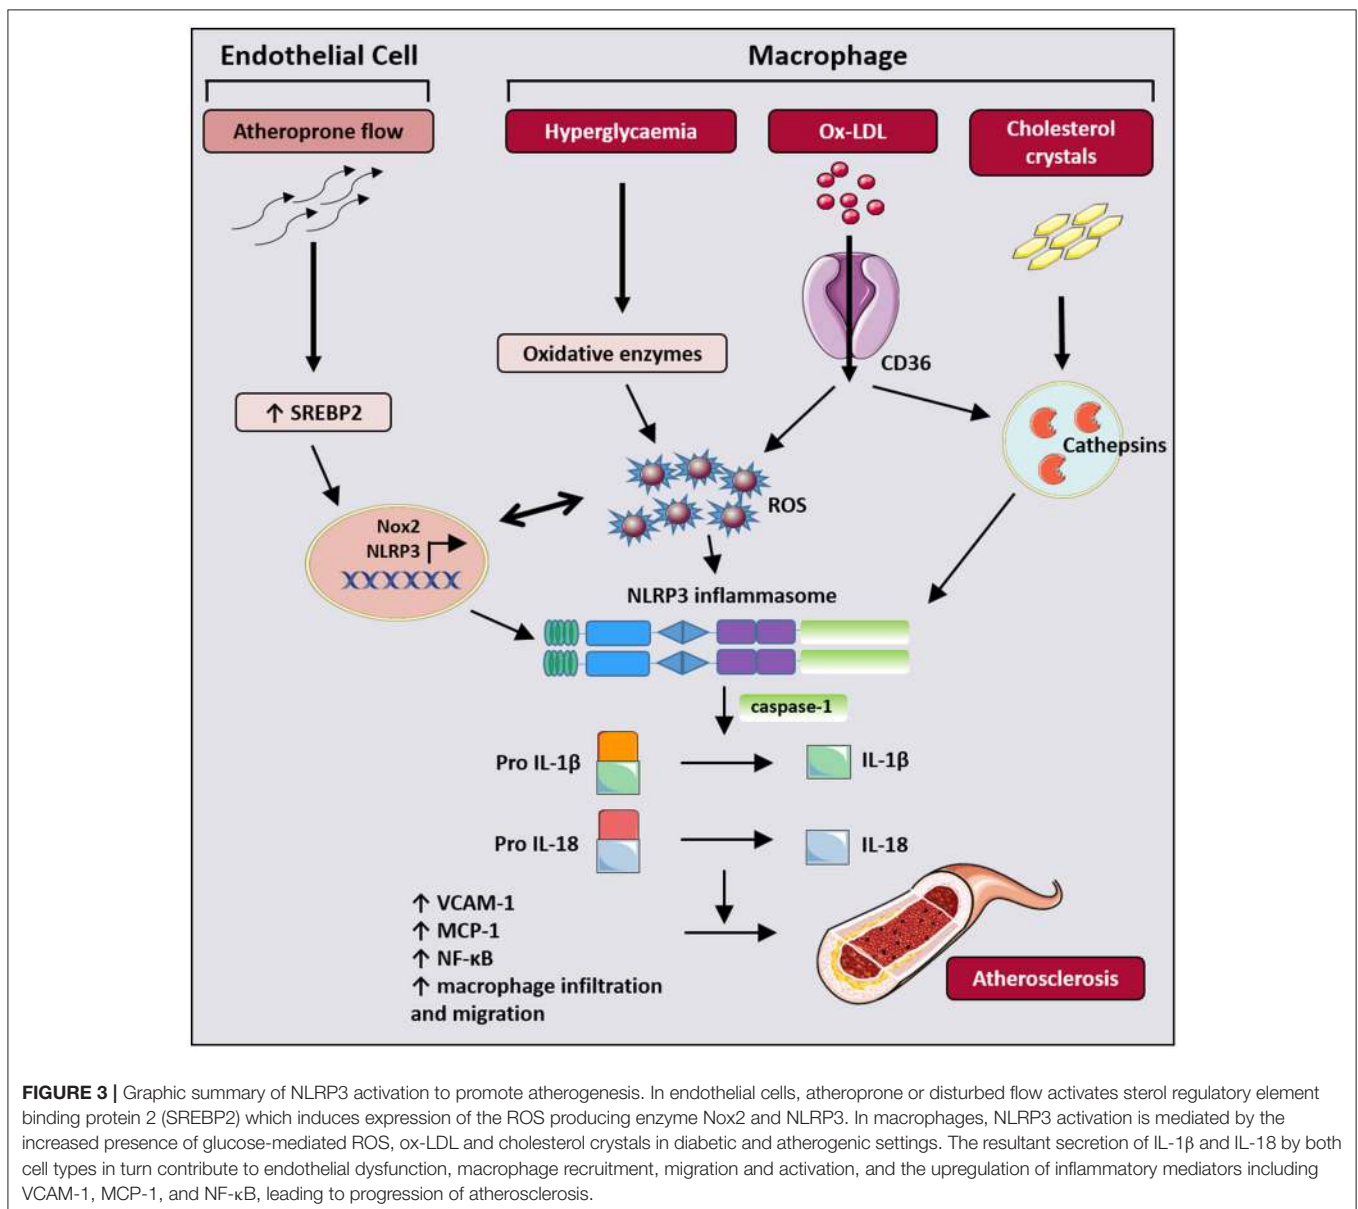 Endothelial Cell
Macrophage
Atheroprone flow
Hyperglycaemia
Ox-LDL
Cholesterol
crystals
CD36
Oxidative enzymes
↑ SREBP2
Cathepsins
ROS
Nox2
NLRP3
NLRP3 inflammasome
caspase-1
Pro IL-1β
IL-1β
Pro IL-18
IL-18
↑ VCAM-1
↑ MCP-1
↑ NF-κB
↑ macrophage infiltration
and migration
Atherosclerosis
FIGURE 3 | Graphic summary of NLRP3 activation to promote atherogenesis. In endothelial cells, atheroprone or disturbed flow activates sterol regulatory element
binding protein 2 (SREBP2) which induces expression of the ROS producing enzyme Nox2 and NLRP3. In macrophages, NLRP3 activation is mediated by the
increased presence of glucose-mediated ROS, ox-LDL and cholesterol crystals in diabetic and atherogenic settings. The resultant secretion of IL-1β and IL-18 by both
cell types in turn contribute to endothelial dysfunction, macrophage recruitment, migration and activation, and the upregulation of inflammatory mediators including
VCAM-1, MCP-1, and NF-κB, leading to progression of atherosclerosis.